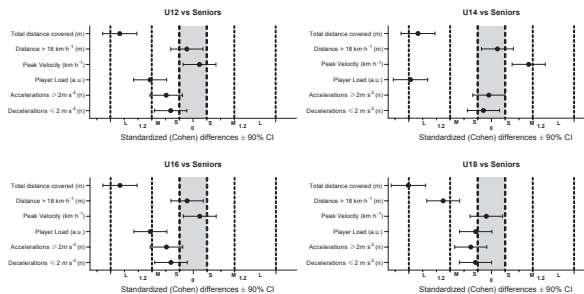 U12 vs Seniors
Total distance covered (m)
Distance > 18 km·h⁻¹ (m)
Peak Velocity (km·h⁻¹)
Player Load (a.u.)
Accelerations ≥2m·s⁻² (n)
Decelerations ≤ 2 m·s⁻² (n)
L 1.2 M S 0 S M 1.2 L
Standardized (Cohen) differences ± 90% CI
U14 vs Seniors
Total distance covered (m)
Distance > 18 km·h⁻¹ (m)
Peak Velocity (km·h⁻¹)
Player Load (a.u.)
Accelerations ≥2m·s⁻² (n)
Decelerations ≤ 2 m·s⁻² (n)
L 1.2 M S 0 S M 1.2 L
Standardized (Cohen) differences ± 90% CI
U16 vs Seniors
Total distance covered (m)
Distance > 18 km·h⁻¹ (m)
Peak Velocity (km·h⁻¹)
Player Load (a.u.)
Accelerations ≥2m·s⁻² (n)
Decelerations ≤ 2 m·s⁻² (n)
L 1.2 M S 0 S M 1.2 L
Standardized (Cohen) differences ± 90% CI
U18 vs Seniors
Total distance covered (m)
Distance > 18 km·h⁻¹ (m)
Peak Velocity (km·h⁻¹)
Player Load (a.u.)
Accelerations ≥2m·s⁻² (n)
Decelerations ≤ 2 m·s⁻² (n)
L 1.2 M S 0 S M 1.2 L
Standardized (Cohen) differences ± 90% CI